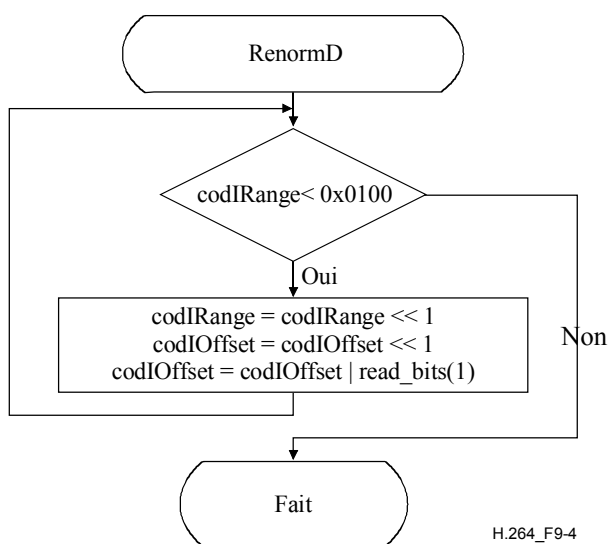 RenormD
codIRange< 0x0100
Oui
codIRange = codIRange << 1
codIOffset = codIOffset << 1
codIOffset = codIOffset | read_bits(1)
Non
Fait
H.264_F9-4